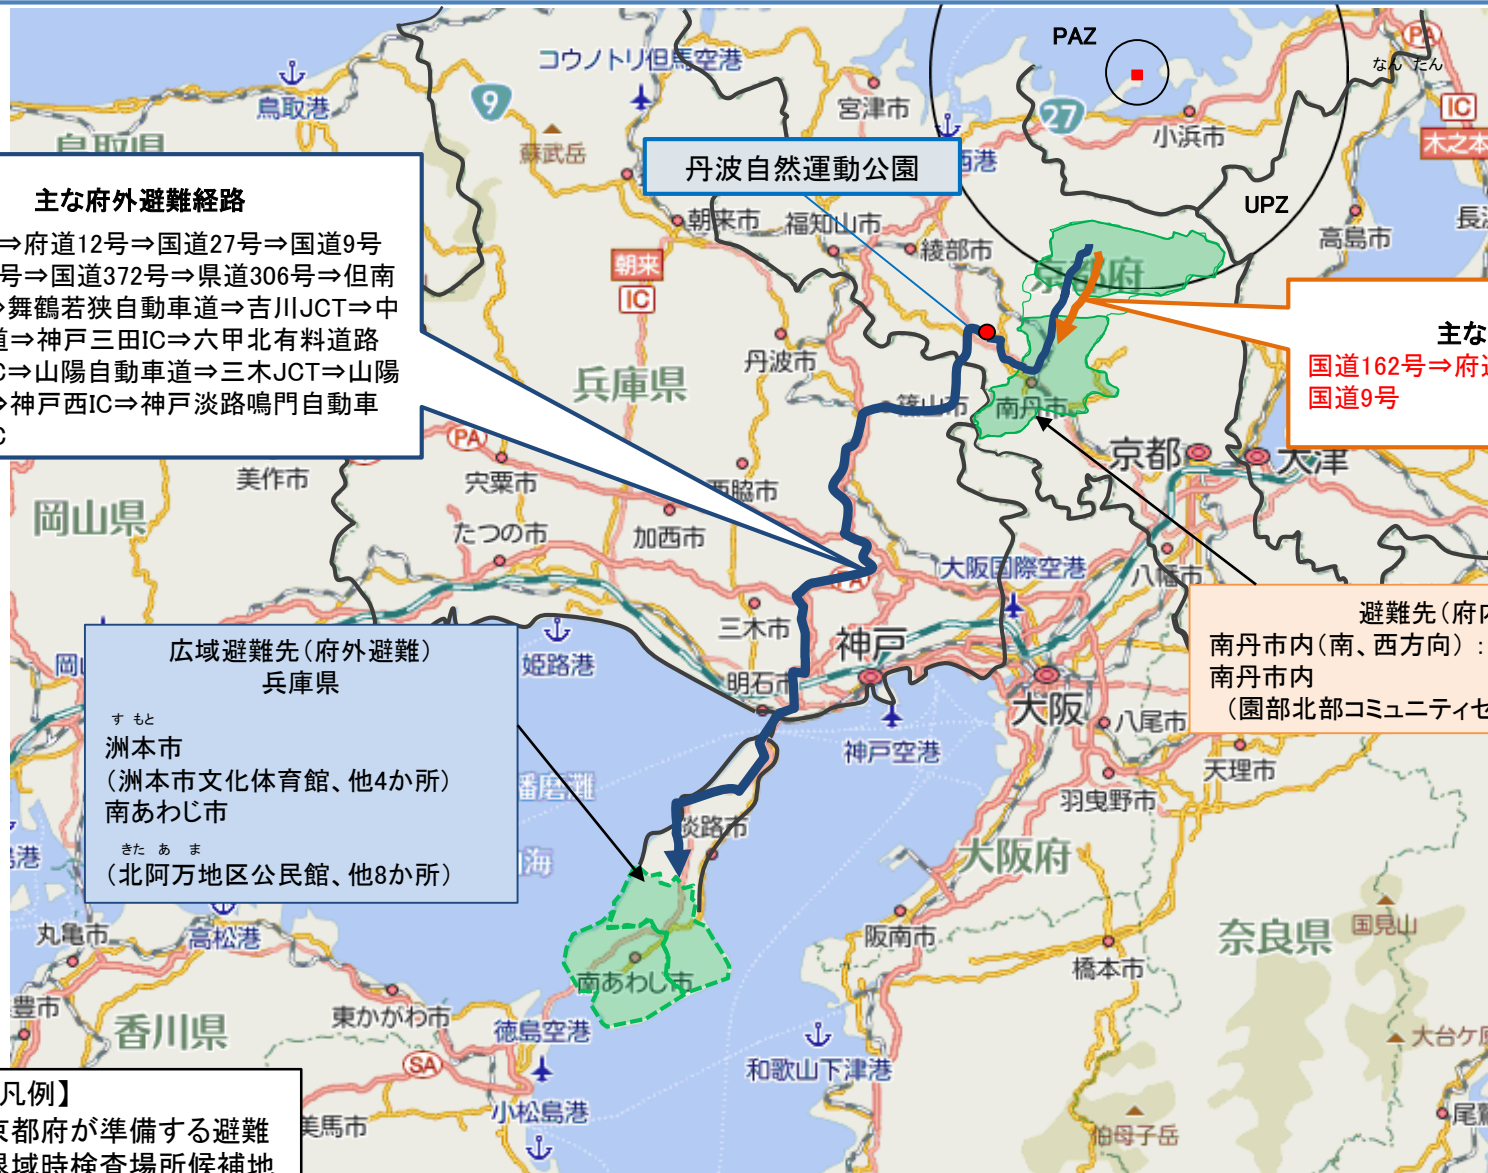 PAZ
なん たん
PA
コウノトリ但馬空港
鳥取港
9
宮津市
27
小浜市
IC
木之本
鳥取県
蘇武岳
丹波自然運動公園
西港
UPZ
朝来市
福知山市
綾部市
高島市
朝来
IC
京都府
主な府外避難経路
⇒府道12号⇒国道27号⇒国道9号
号⇒国道372号⇒県道306号⇒但南
⇒舞鶴若狭自動車道⇒吉川JCT⇒中
道⇒神戸三田IC⇒六甲北有料道路
C⇒山陽自動車道⇒三木JCT⇒山陽
⇒神戸西IC⇒神戸淡路鳴門自動車
C
主な
国道162号⇒府道
国道9号
丹波市
兵庫県
篠山市
南丹市
PA
京都
大津
美作市
宍粟市
西脇市
岡山県
たつの市
加西市
大阪国際空港
八幡市
PA
三木市
神戸
避難先(府内
南丹市内(南、西方向)：
南丹市内
(園部北部コミュニティセ
広域避難先(府外避難)
兵庫県
す もと
洲本市
(洲本市文化体育館、他4か所)
南あわじ市
きた あ ま
(北阿万地区公民館、他8か所)
姫路港
明石市
大阪
八尾市
神戸空港
天理市
播磨灘
羽曳野市
淡路市
大阪府
丸亀市
高松港
阪南市
奈良県
国見山
橋本市
南あわじ市
豊市
香川県
東かがわ市
徳島空港
SA
和歌山下津港
大台ケ原
小松島港
美馬市
伯母子岳
尾鷲
凡例】
京都府が準備する避難
退域時検査場所候補地